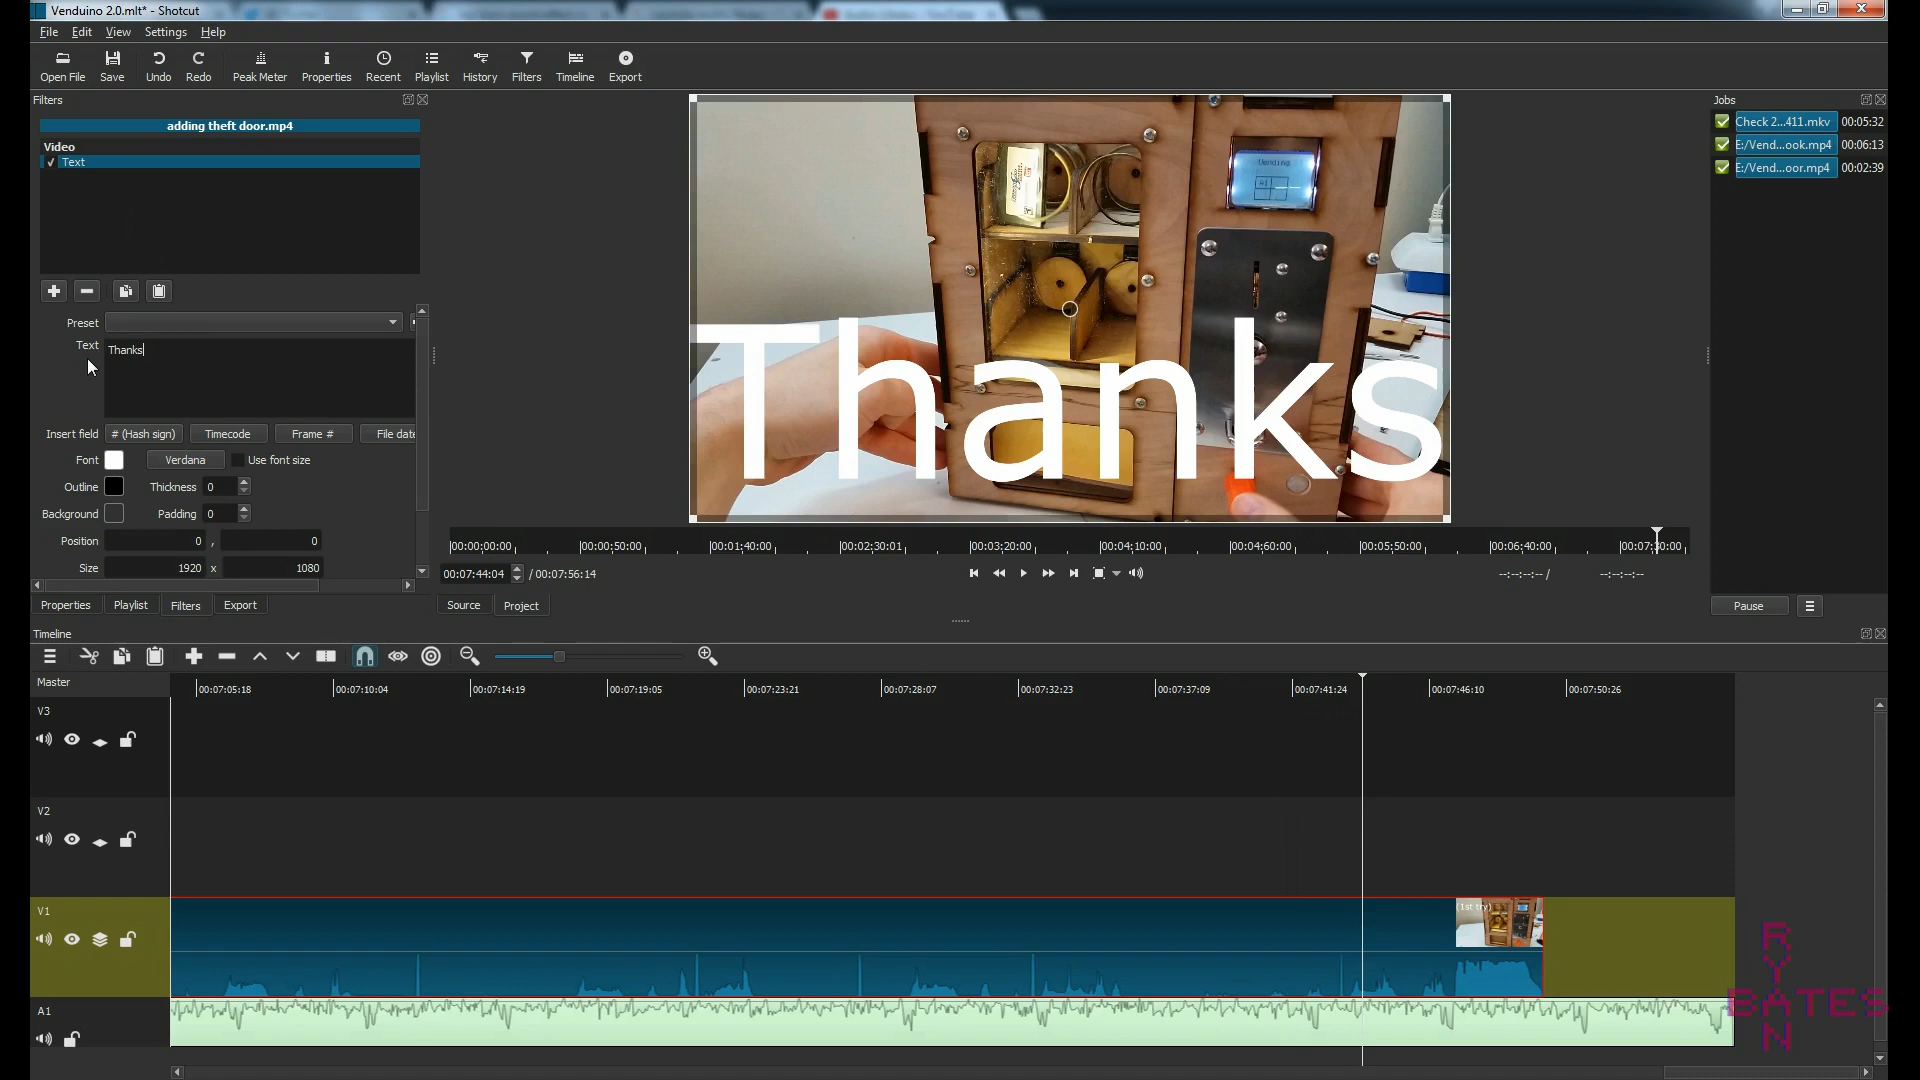 Venduino 2.0.mlt* - Shotcut
File Edit View Settings Help
Open File Save Undo Redo Peak Meter Properties Recent Playlist History Filters Timeline Export
Filters
adding theft door.mp4
Video
Text
Preset
Text
Thanks
Insert field # (Hash sign) Timecode Frame # File date
Font Verdana Use font size
Outline Thickness 0
Background Padding 0
Position 0 , 0
Size 1920 x 1080
Properties Playlist Filters Export
Vending
Thanks
00:00:00:00 00:00:50:00 00:01:40:00 00:02:30:01 00:03:20:00 00:04:10:00 00:04:60:00 00:05:50:00 00:06:40:00 00:07:30:00
00:07:44:04 / 00:07:56:14 --:--:--:-- / --:--:--:--
Source Project
Jobs
Check 2...411.mkv 00:05:32
E:/Vend...ook.mp4 00:06:13
E:/Vend...oor.mp4 00:02:39
Pause
Timeline
Master
00:07:05:18 00:07:10:04 00:07:14:19 00:07:19:05 00:07:23:21 00:07:28:07 00:07:32:23 00:07:37:09 00:07:41:24 00:07:46:10 00:07:50:26
V3
V2
V1
(1st try)
A1
RYAN
BATES